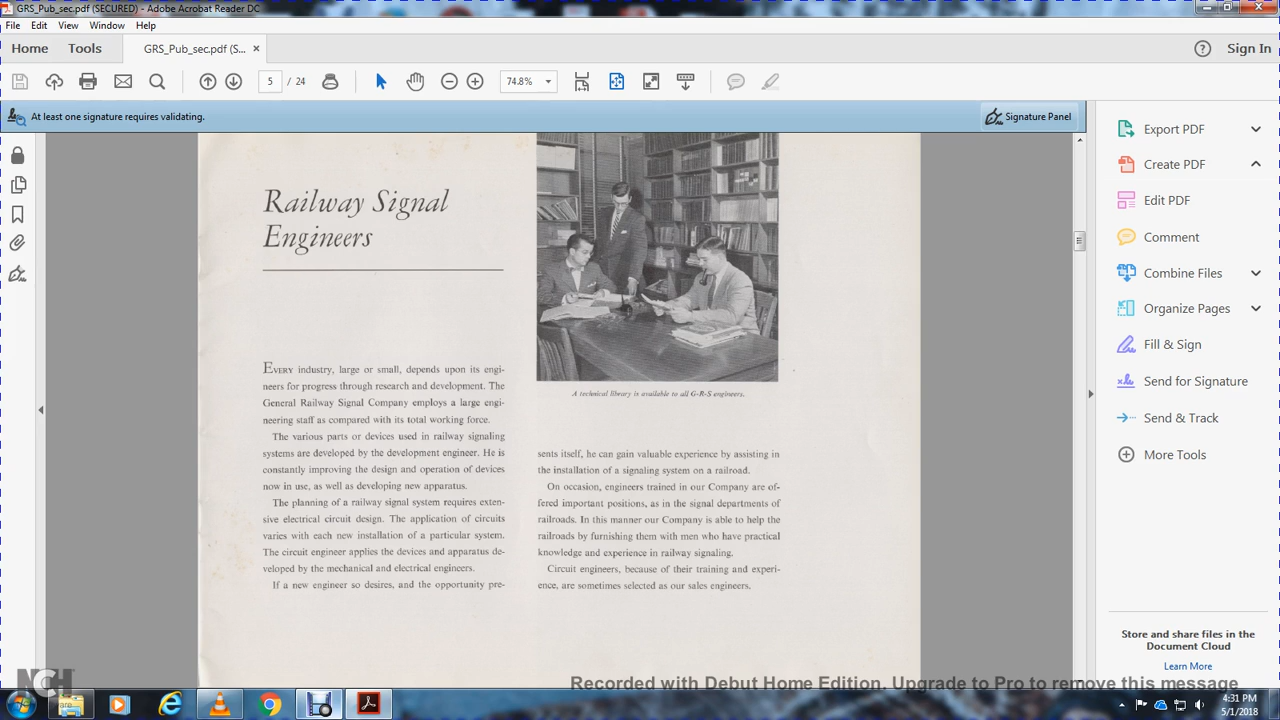 GRS_Pub_sec.pdf (SECURED) - Adobe Acrobat Reader DC
File Edit View Window Help
Home Tools GRS_Pub_sec.pdf (S... × Sign In
5 / 24 74.8%
At least one signature requires validating. Signature Panel
Railway Signal
Engineers
EVERY industry, large or small, depends upon its engi-
neers for progress through research and development. The
General Railway Signal Company employs a large engi-
neering staff as compared with its total working force.
The various parts or devices used in railway signaling
systems are developed by the development engineer. He is
constantly improving the design and operation of devices
now in use, as well as developing new apparatus.
The planning of a railway signal system requires exten-
sive electrical circuit design. The application of circuits
varies with each new installation of a particular system.
The circuit engineer applies the devices and apparatus de-
veloped by the mechanical and electrical engineers.
If a new engineer so desires, and the opportunity pre-
A technical library is available to all G-R-S engineers.
sents itself, he can gain valuable experience by assisting in
the installation of a signaling system on a railroad.
On occasion, engineers trained in our Company are of-
fered important positions, as in the signal departments of
railroads. In this manner our Company is able to help the
railroads by furnishing them with men who have practical
knowledge and experience in railway signaling.
Circuit engineers, because of their training and experi-
ence, are sometimes selected as our sales engineers.
Export PDF
Create PDF
Edit PDF
Comment
Combine Files
Organize Pages
Fill & Sign
Send for Signature
Send & Track
More Tools
Store and share files in the
Document Cloud
Learn More
NCH
Recorded with Debut Home Edition. Upgrade to Pro to remove this message
4:31 PM
5/1/2018